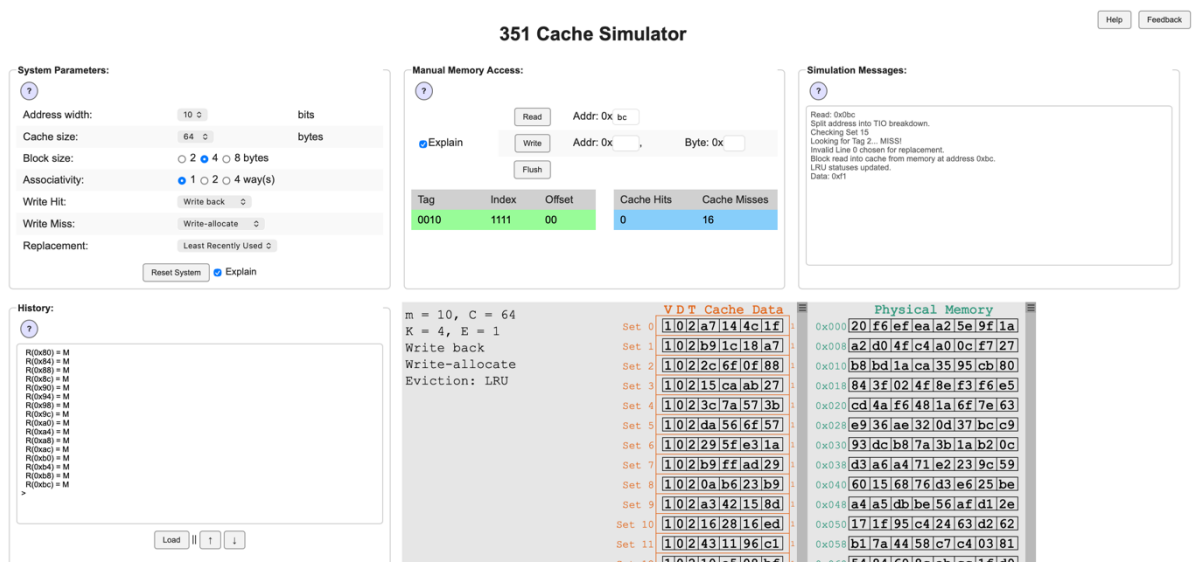 351 Cache Simulator
Help
Feedback
System Parameters:
?
Address width:
10
bits
Cache size:
64
bytes
Block size:
2 4 8 bytes
Associativity:
1 2 4 way(s)
Write Hit:
Write back
Write Miss:
Write-allocate
Replacement:
Least Recently Used
Reset System
Explain
Manual Memory Access:
?
Explain
Read
Addr: 0x bc
Write
Addr: 0x , Byte: 0x
Flush
Tag Index Offset
0010 1111 00
Cache Hits Cache Misses
0 16
Simulation Messages:
?
Read: 0x0bc
Split address into TIO breakdown.
Checking Set 15
Looking for Tag 2... MISS!
Invalid Line 0 chosen for replacement.
Block read into cache from memory at address 0xbc.
LRU statuses updated.
Data: 0xf1
History:
?
R(0x80) = M
R(0x84) = M
R(0x88) = M
R(0x8c) = M
R(0x90) = M
R(0x94) = M
R(0x98) = M
R(0x9c) = M
R(0xa0) = M
R(0xa4) = M
R(0xa8) = M
R(0xac) = M
R(0xb0) = M
R(0xb4) = M
R(0xb8) = M
R(0xbc) = M
>
Load || ↑ ↓
m = 10, C = 64
K = 4, E = 1
Write back
Write-allocate
Eviction: LRU
V D T Cache Data
Set 0 1 0 2 a7 14 4c 1f 1
Set 1 1 0 2 b9 1c 18 a7 1
Set 2 1 0 2 2c 6f 0f 88 1
Set 3 1 0 2 15 ca ab 27 1
Set 4 1 0 2 3c 7a 57 3b 1
Set 5 1 0 2 da 56 6f 57 1
Set 6 1 0 2 29 5f e3 1a 1
Set 7 1 0 2 b9 ff ad 29 1
Set 8 1 0 2 0a b6 23 b9 1
Set 9 1 0 2 a3 42 15 8d 1
Set 10 1 0 2 16 28 16 ed 1
Set 11 1 0 2 43 11 96 c1 1
Physical Memory
0x000 20 f6 ef ea a2 5e 9f 1a
0x008 a2 d0 4f c4 a0 0c f7 27
0x010 b8 bd 1a ca 35 95 cb 80
0x018 84 3f 02 4f 8e f3 f6 e5
0x020 cd 4a f6 48 1a 6f 7e 63
0x028 e9 36 ae 32 0d 37 bc c9
0x030 93 dc b8 7a 3b 1a b2 0c
0x038 d3 a6 a4 71 e2 23 9c 59
0x040 60 15 68 76 d3 e6 25 be
0x048 a4 a5 db be 56 af d1 2e
0x050 17 1f 95 c4 24 63 d2 62
0x058 b1 7a 44 58 c7 c4 03 81